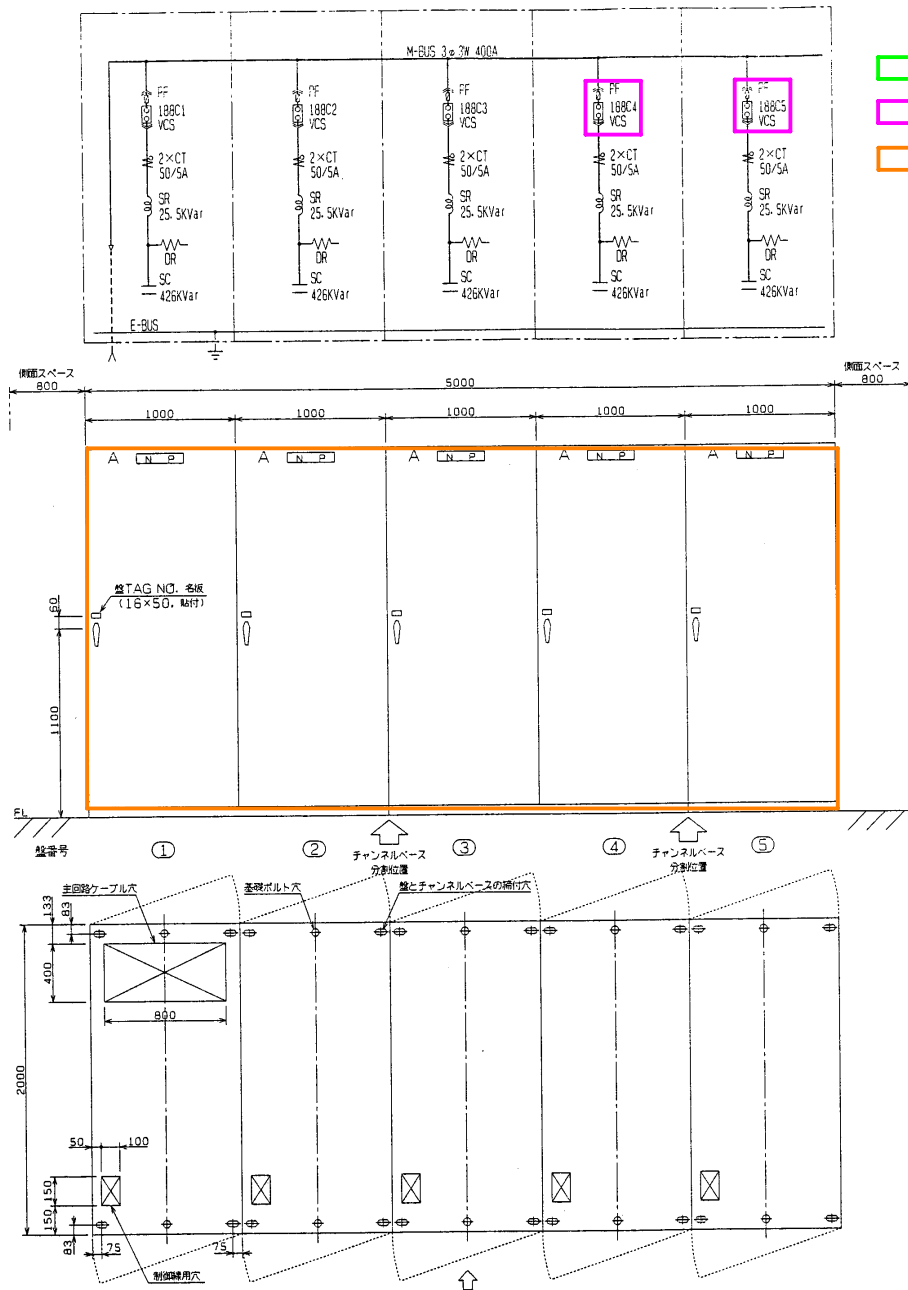 M-BUS 3φ3W 400A
PF PF PF PF PF
188C1 188C2 188C3 188C4 188C5
VCS VCS VCS VCS VCS
2×CT 2×CT 2×CT 2×CT 2×CT
50/5A 50/5A 50/5A 50/5A 50/5A
SR SR SR SR SR
25.5KVar 25.5KVar 25.5KVar 25.5KVar 25.5KVar
DR DR DR DR DR
SC SC SC SC SC
426KVar 426KVar 426KVar 426KVar 426KVar
E-BUS
側面スペース 側面スペース
800 5000 800
1000 1000 1000 1000 1000
A N P A N P A N P A N P A N P
盤TAG NO. 名板
(16×50, 貼付)
60
1100
FL
盤番号 ① ② ③ ④ ⑤
チャンネルベース チャンネルベース
分割位置 分割位置
主回路ケーブル穴 基礎ボルト穴 盤とチャンネルベースの締付穴
133 83
400
800
2000
50 100
150
150
83 75 75
制御線用穴